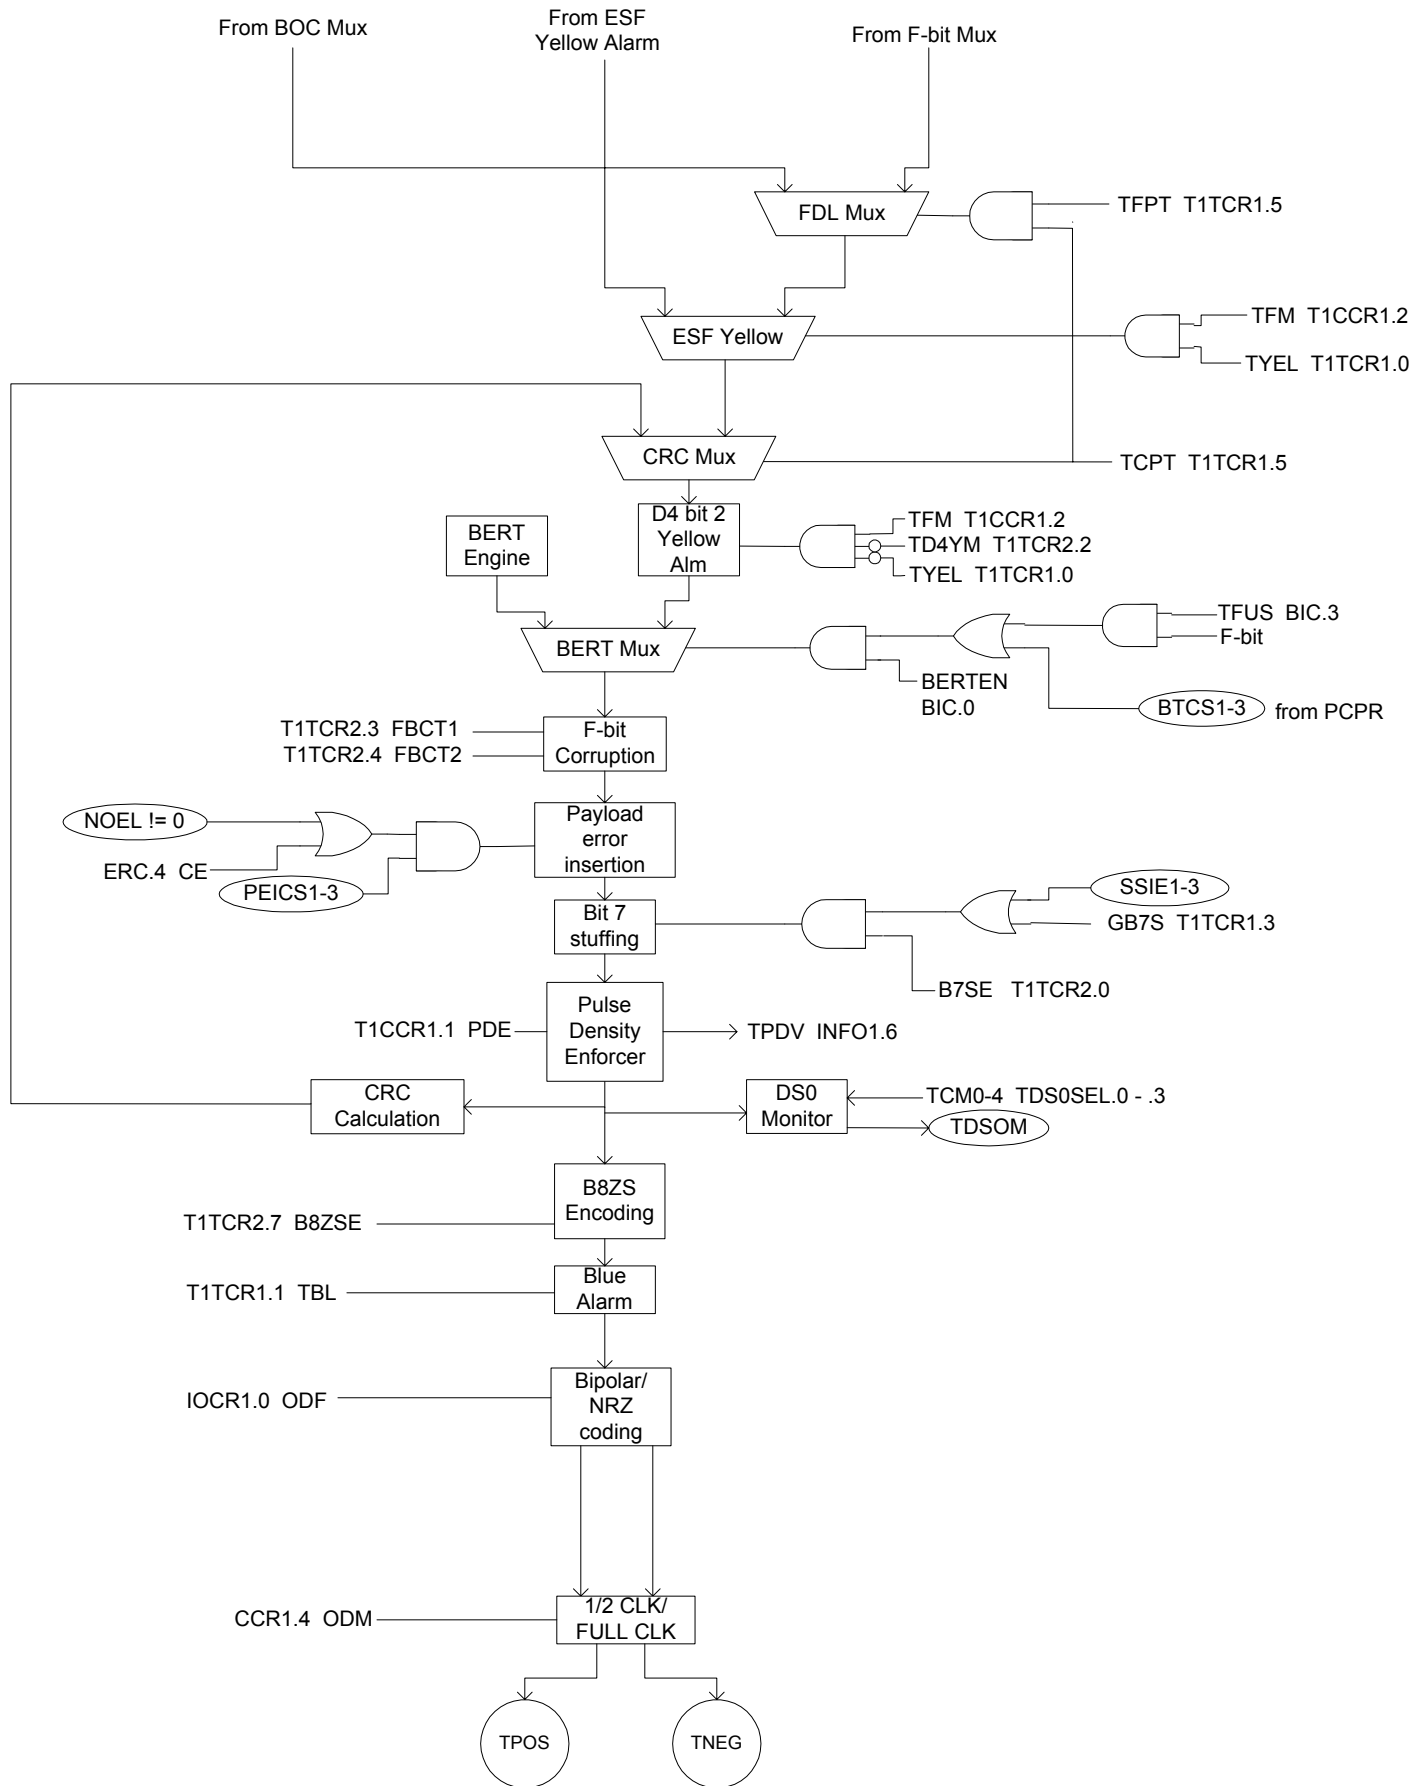 From BOC Mux
From ESF
Yellow Alarm
From F-bit Mux
FDL Mux
TFPT T1TCR1.5
ESF Yellow
TFM T1CCR1.2
TYEL T1TCR1.0
CRC Mux
TCPT T1TCR1.5
BERT
Engine
D4 bit 2
Yellow
Alm
TFM T1CCR1.2
TD4YM T1TCR2.2
TYEL T1TCR1.0
BERT Mux
TFUS BIC.3
F-bit
BERTEN
BIC.0
BTCS1-3
from PCPR
T1TCR2.3 FBCT1
T1TCR2.4 FBCT2
F-bit
Corruption
NOEL != 0
ERC.4 CE
PEICS1-3
Payload
error
insertion
Bit 7
stuffing
SSIE1-3
GB7S T1TCR1.3
B7SE T1TCR2.0
T1CCR1.1 PDE
Pulse
Density
Enforcer
TPDV INFO1.6
CRC
Calculation
DS0
Monitor
TCM0-4 TDS0SEL.0 - .3
TDSOM
B8ZS
Encoding
T1TCR2.7 B8ZSE
Blue
Alarm
T1TCR1.1 TBL
Bipolar/
NRZ
coding
IOCR1.0 ODF
1/2 CLK/
FULL CLK
CCR1.4 ODM
TPOS
TNEG